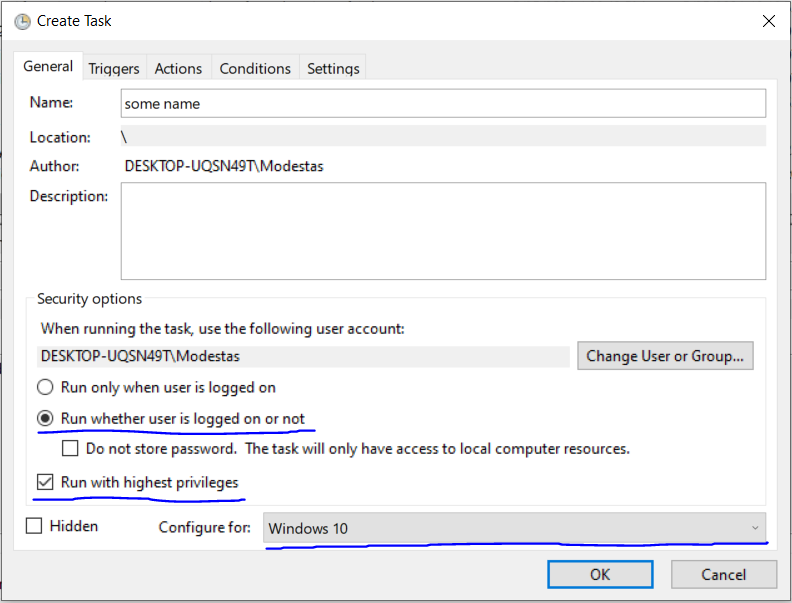 Create Task
General Triggers Actions Conditions Settings
Name: some name
Location: \
Author: DESKTOP-UQSN49T\Modestas
Description:
Security options
When running the task, use the following user account:
DESKTOP-UQSN49T\Modestas Change User or Group...
Run only when user is logged on
Run whether user is logged on or not
Do not store password. The task will only have access to local computer resources.
Run with highest privileges
Hidden Configure for: Windows 10
OK Cancel